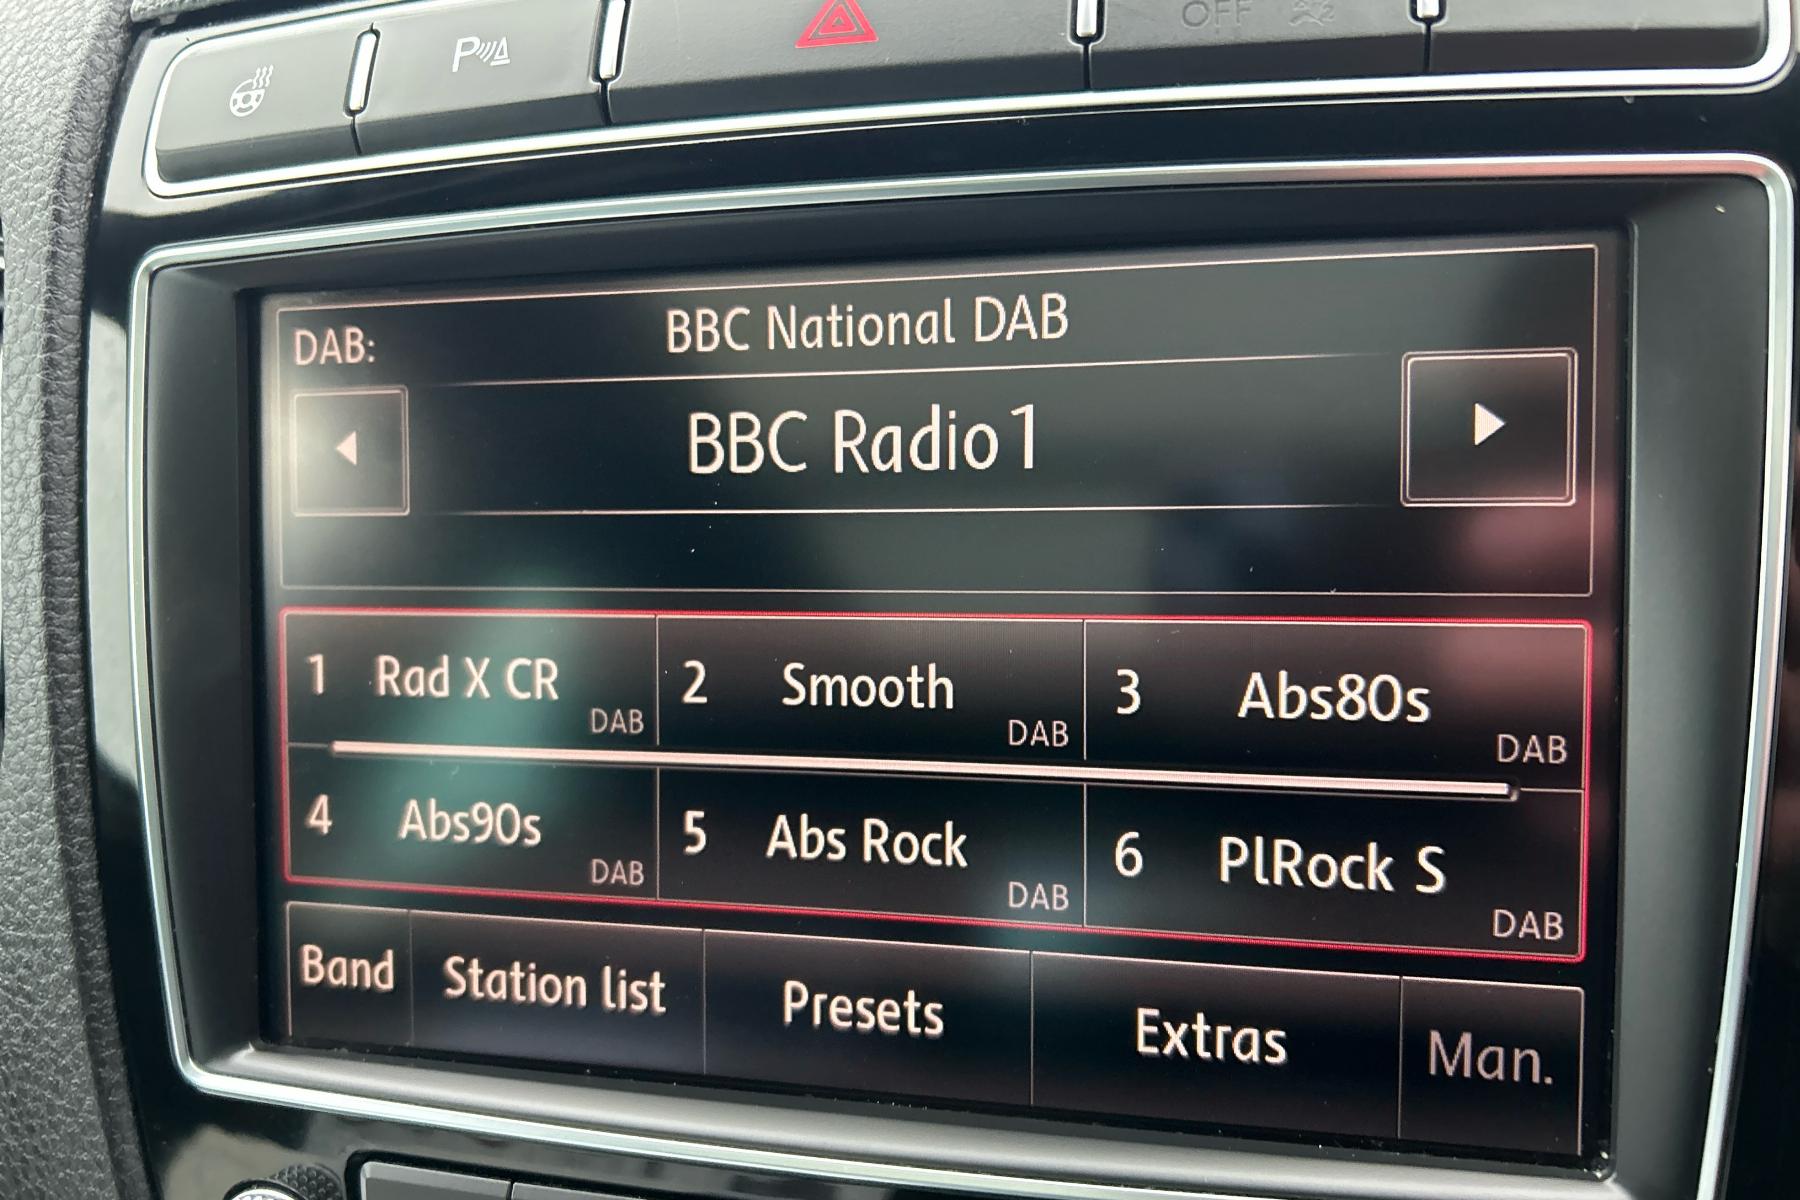 P
OFF
DAB:
BBC National DAB
BBC Radio 1
1 Rad X CR DAB
2 Smooth DAB
3 Abs80s DAB
4 Abs90s DAB
5 Abs Rock DAB
6 PlRock S DAB
Band
Station list
Presets
Extras
Man.